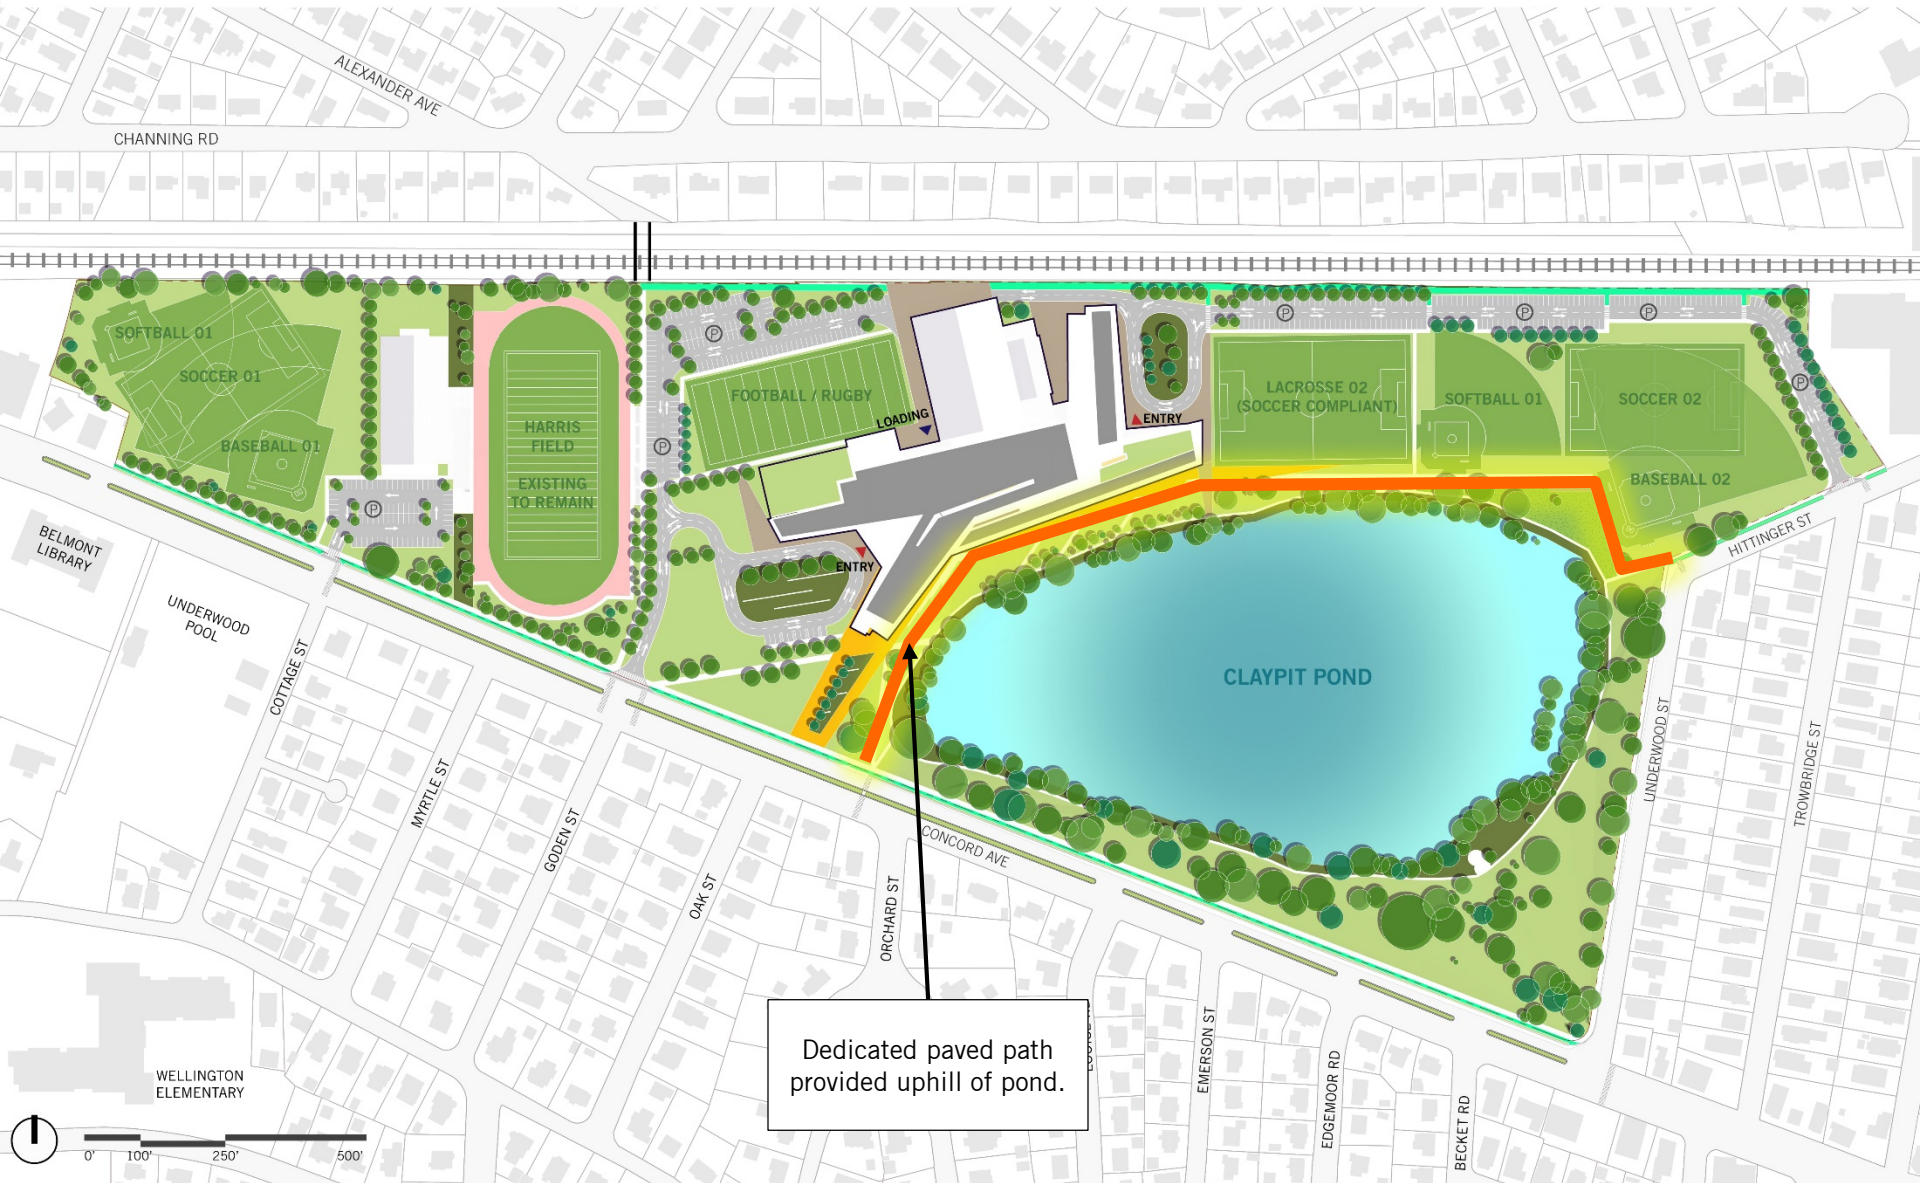 ALEXANDER AVE
CHANNING RD
SOFTBALL 01
SOCCER 01
BASEBALL 01
P
HARRIS
FIELD
EXISTING
TO REMAIN
P
P
FOOTBALL / RUGBY
LOADING
ENTRY
ENTRY
P
LACROSSE 02
(SOCCER COMPLIANT)
SOFTBALL 01
P
P
SOCCER 02
P
BASEBALL 02
HITTINGER ST
BELMONT
LIBRARY
UNDERWOOD
POOL
COTTAGE ST
MYRTLE ST
GODEN ST
OAK ST
ORCHARD ST
CONCORD AVE
CLAYPIT POND
UNDERWOOD ST
TROWBRIDGE ST
EMERSON ST
EDGEMOOR RD
BECKET RD
Dedicated paved path
provided uphill of pond.
WELLINGTON
ELEMENTARY
0' 100' 250' 500'